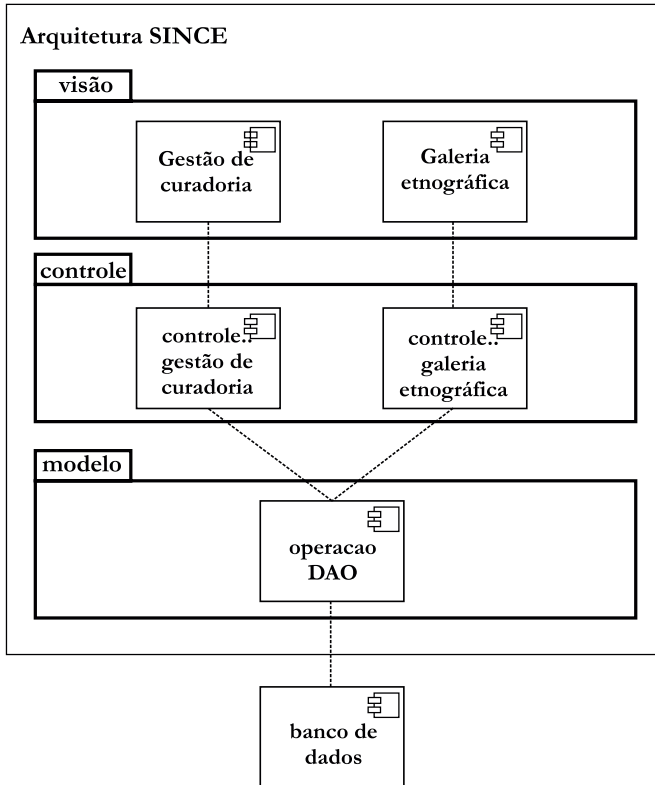 Arquitetura SINCE
visão
Gestão de
curadoria
Galeria
etnográfica
controle
controle..
gestão de
curadoria
controle..
galeria
etnográfica
modelo
operacao
DAO
banco de
dados